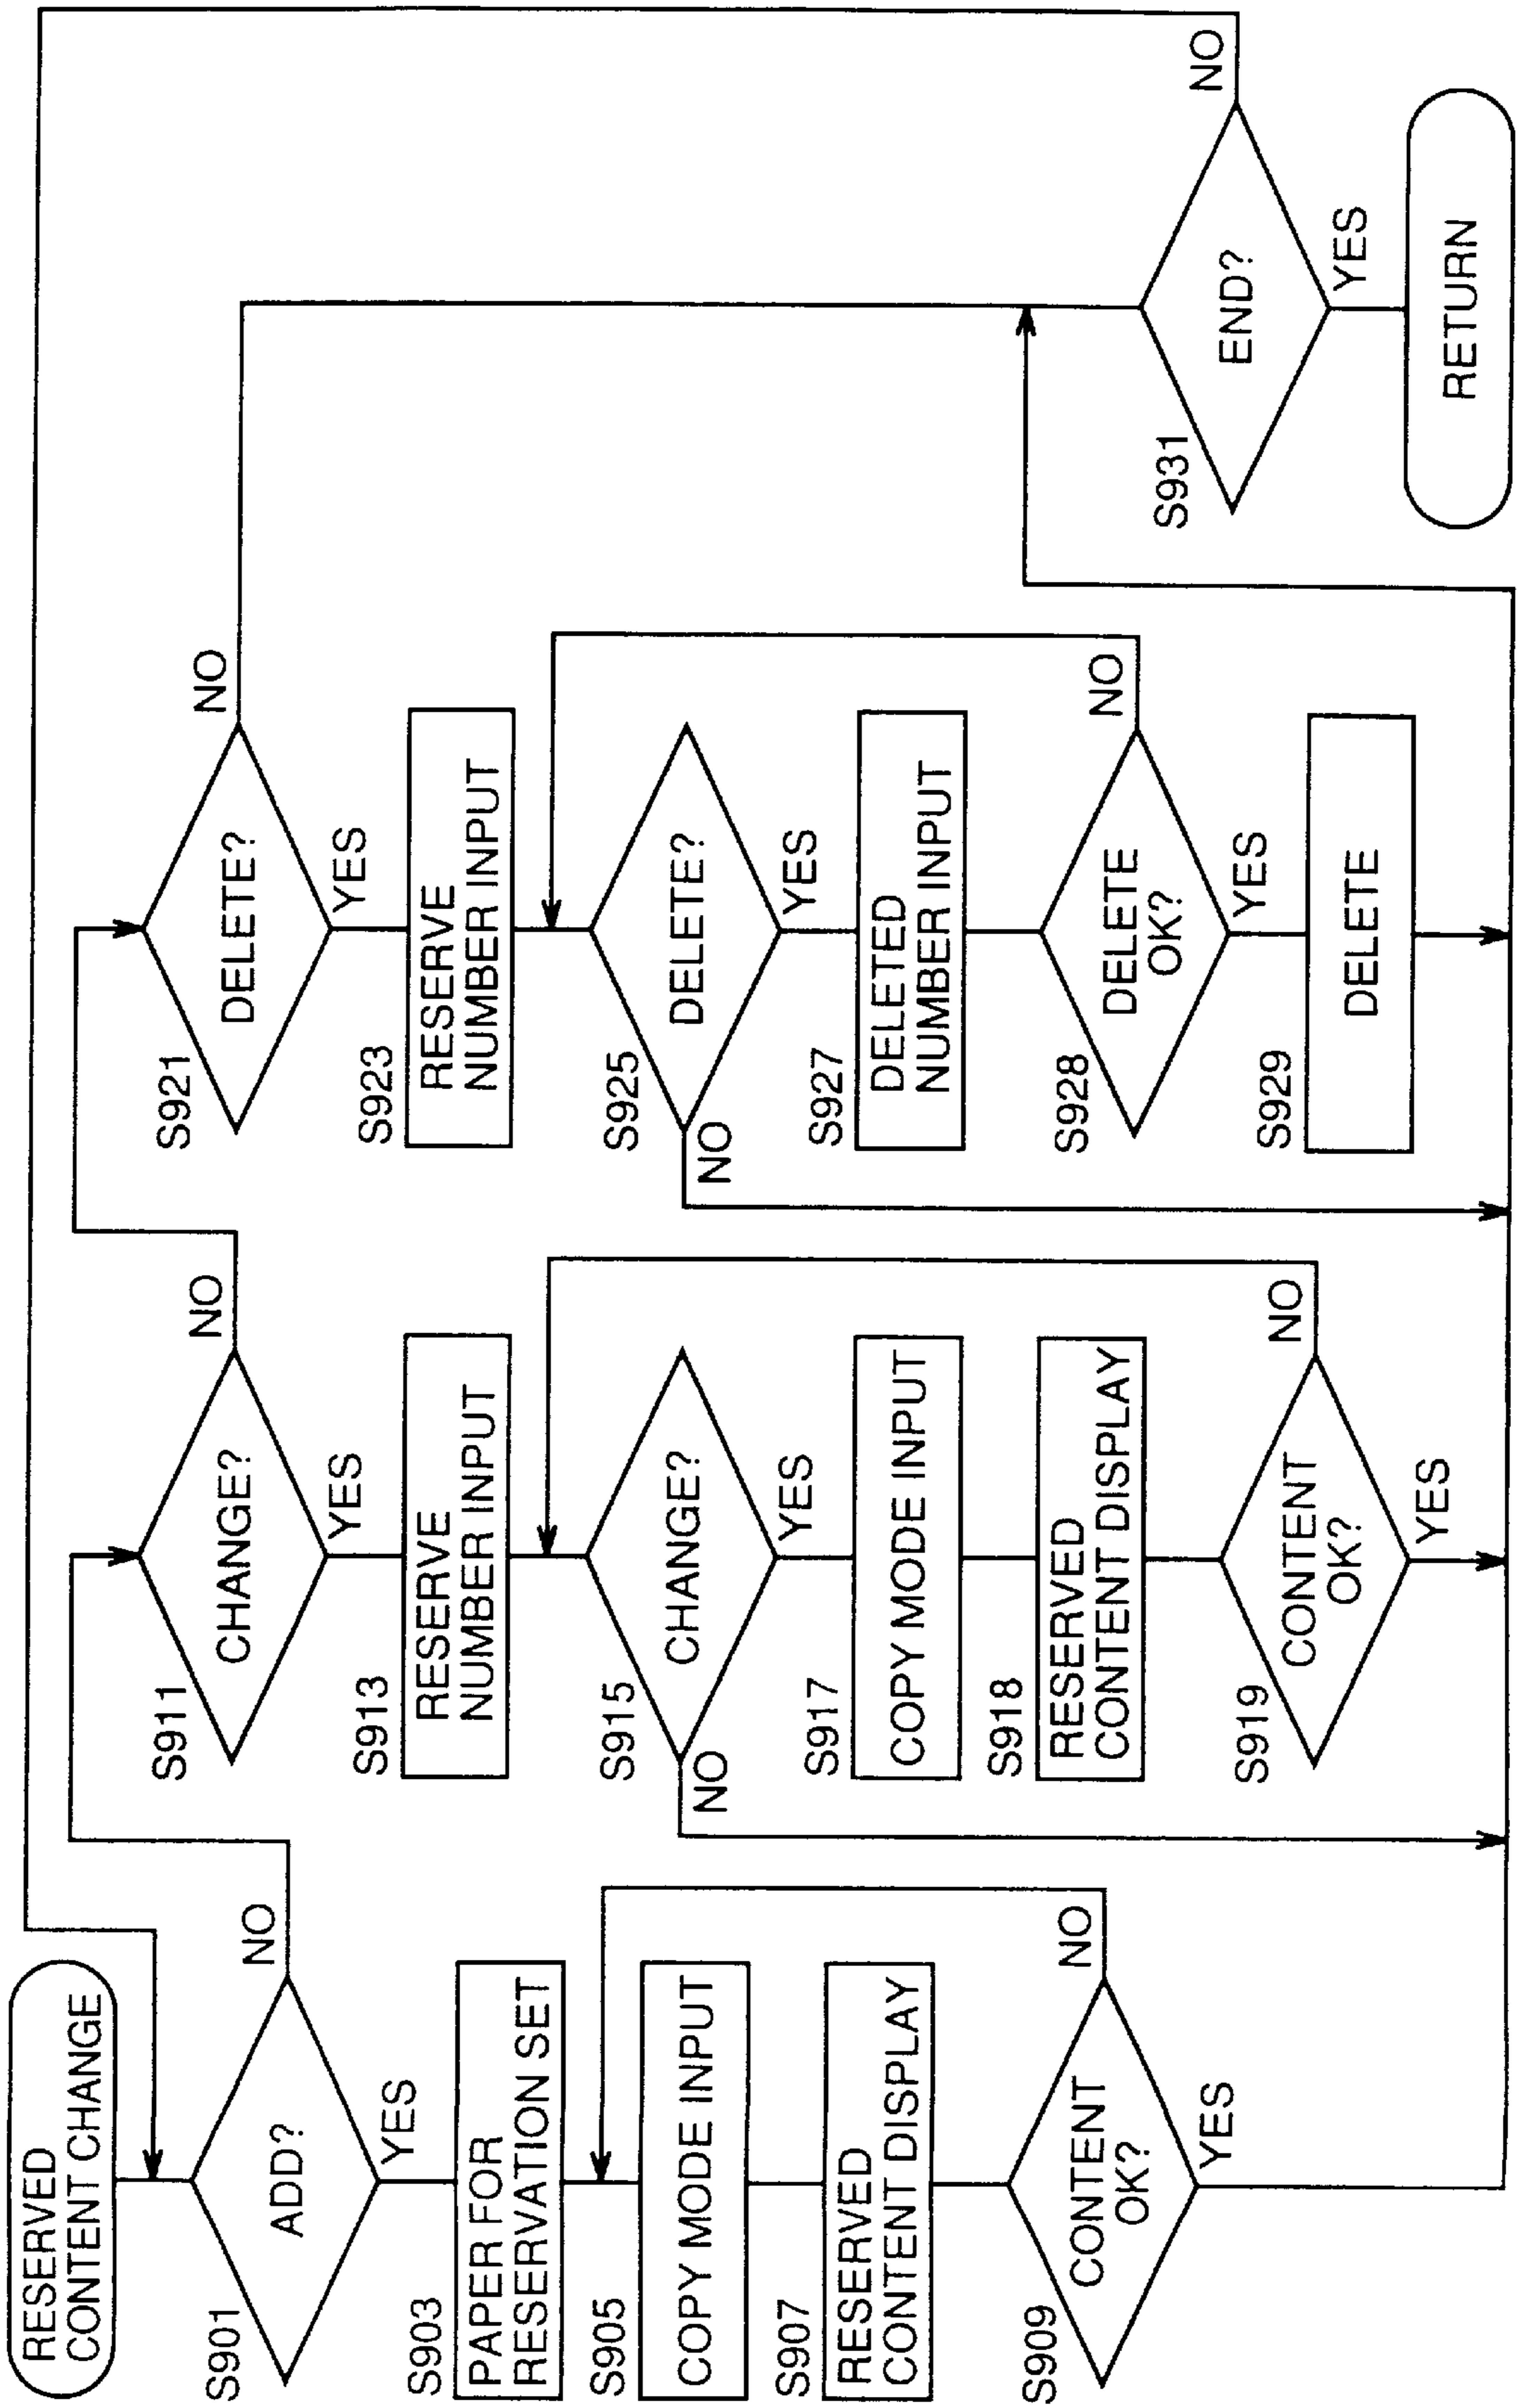 RESERVED
CONTENT CHANGE
S901
ADD?
NO
YES
S903
PAPER FOR
RESERVATION SET
S905
COPY MODE INPUT
S907
RESERVED
CONTENT DISPLAY
S909
CONTENT
OK?
NO
YES
S911
CHANGE?
NO
YES
S913
RESERVE
NUMBER INPUT
S915
CHANGE?
NO
YES
S917
COPY MODE INPUT
S918
RESERVED
CONTENT DISPLAY
S919
CONTENT
OK?
NO
YES
S921
DELETE?
NO
YES
S923
RESERVE
NUMBER INPUT
S925
DELETE?
NO
YES
S927
DELETED
NUMBER INPUT
S928
DELETE
OK?
NO
YES
S929
DELETE
S931
END?
NO
YES
RETURN